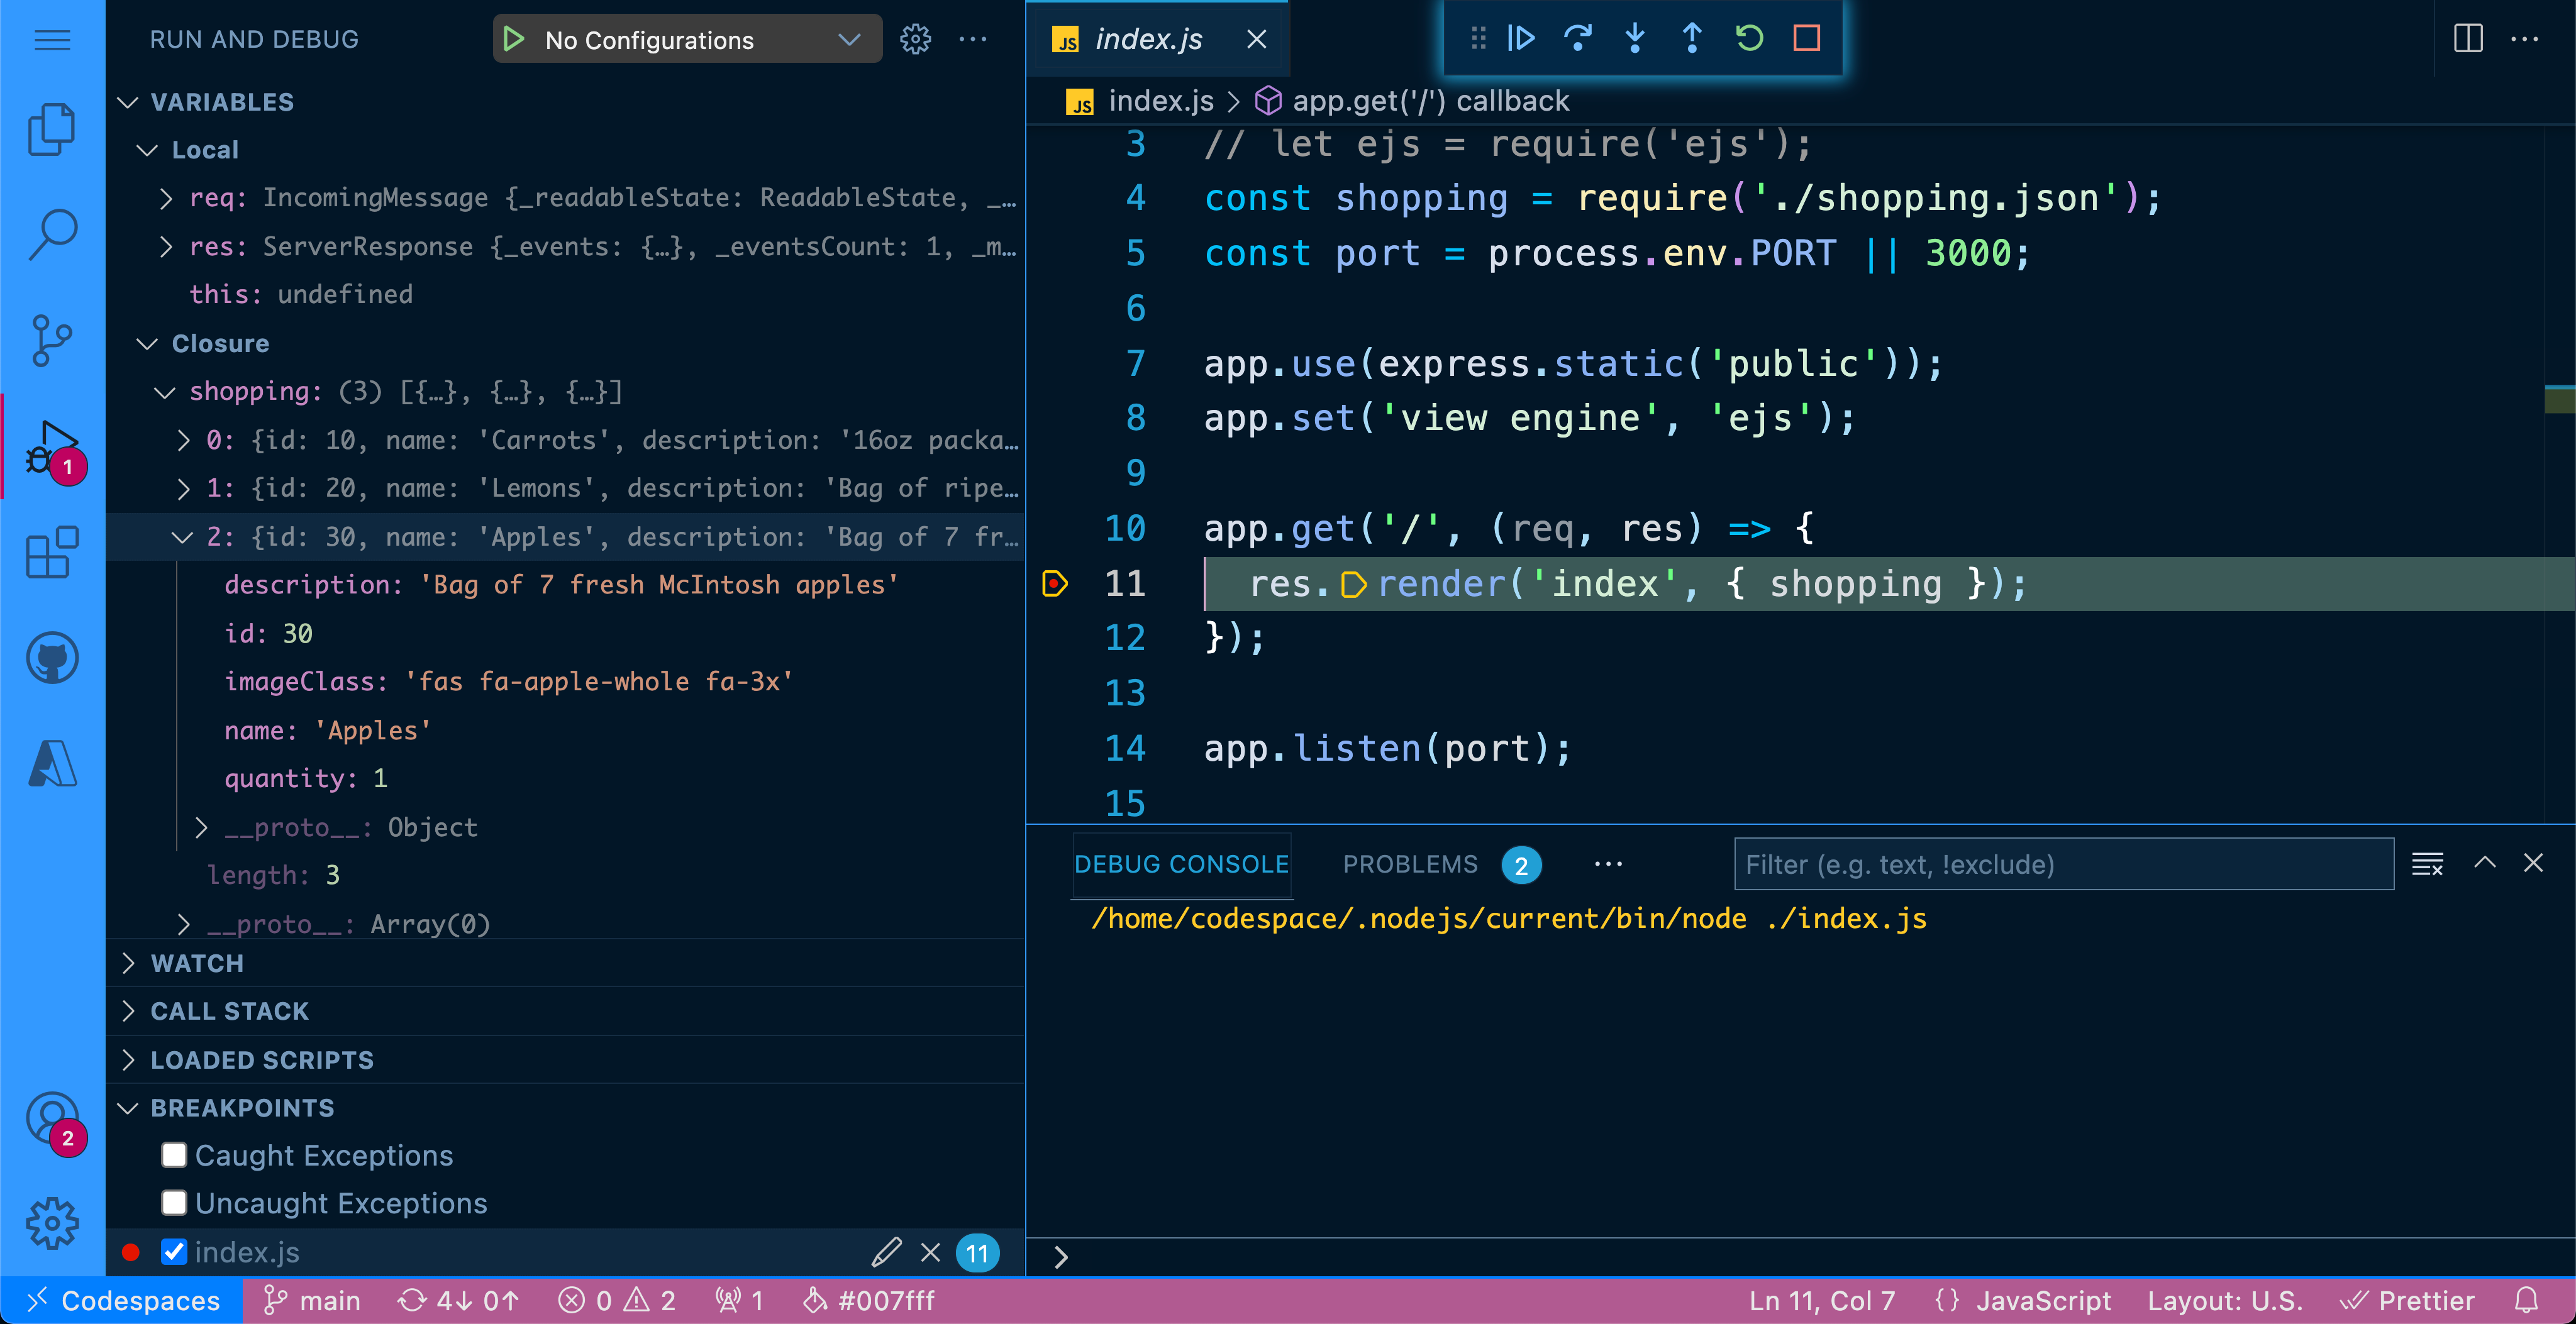 RUN AND DEBUG
No Configurations
VARIABLES
Local
req: IncomingMessage {_readableState: ReadableState, _…
res: ServerResponse {_events: {…}, _eventsCount: 1, _m…
this: undefined
Closure
shopping: (3) [{…}, {…}, {…}]
0: {id: 10, name: 'Carrots', description: '16oz packa…
1: {id: 20, name: 'Lemons', description: 'Bag of ripe…
2: {id: 30, name: 'Apples', description: 'Bag of 7 fr…
description: 'Bag of 7 fresh McIntosh apples'
id: 30
imageClass: 'fas fa-apple-whole fa-3x'
name: 'Apples'
quantity: 1
__proto__: Object
length: 3
__proto__: Array(0)
WATCH
CALL STACK
LOADED SCRIPTS
BREAKPOINTS
Caught Exceptions
Uncaught Exceptions
index.js 11
1
2
JS index.js
JS index.js > app.get('/') callback
3 // let ejs = require('ejs');
4 const shopping = require('./shopping.json');
5 const port = process.env.PORT || 3000;
6
7 app.use(express.static('public'));
8 app.set('view engine', 'ejs');
9
10 app.get('/', (req, res) => {
11 res.render('index', { shopping });
12 });
13
14 app.listen(port);
15
DEBUG CONSOLE PROBLEMS 2 Filter (e.g. text, !exclude)
/home/codespace/.nodejs/current/bin/node ./index.js
Codespaces main 4↓ 0↑ 0 2 1 #007fff Ln 11, Col 7 {} JavaScript Layout: U.S. Prettier